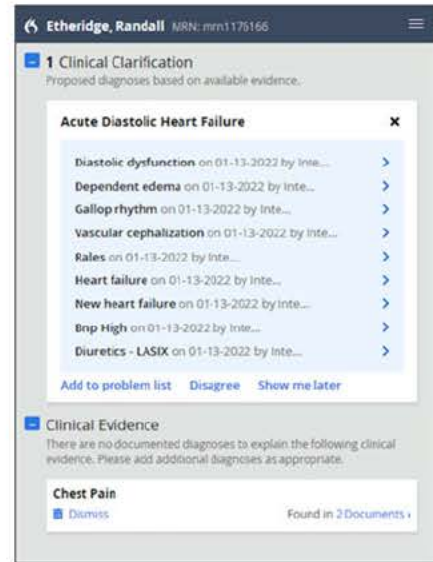 Etheridge, Randall MRN: mrn1175166
1 Clinical Clarification
Proposed diagnoses based on available evidence.
Acute Diastolic Heart Failure
Diastolic dysfunction on 01-13-2022 by Inte...
Dependent edema on 01-13-2022 by Inte...
Gallop rhythm on 01-13-2022 by Inte...
Vascular cephalization on 01-13-2022 by Inte...
Rales on 01-13-2022 by Inte...
Heart failure on 01-13-2022 by Inte...
New heart failure on 01-13-2022 by Inte...
Bnp High on 01-13-2022 by Inte...
Diuretics - LASIX on 01-13-2022 by Inte...
Add to problem list Disagree Show me later
Clinical Evidence
There are no documented diagnoses to explain the following clinical
evidence. Please add additional diagnoses as appropriate.
Chest Pain
Dismiss Found in 2 Documents